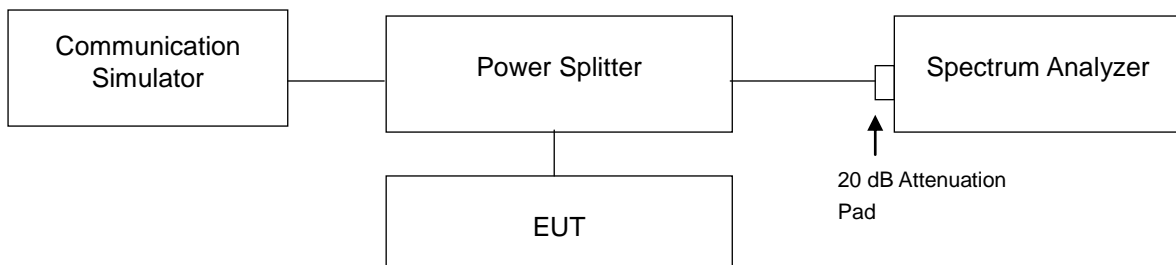 Communication
Simulator
Power Splitter
Spectrum Analyzer
20 dB Attenuation
Pad
EUT